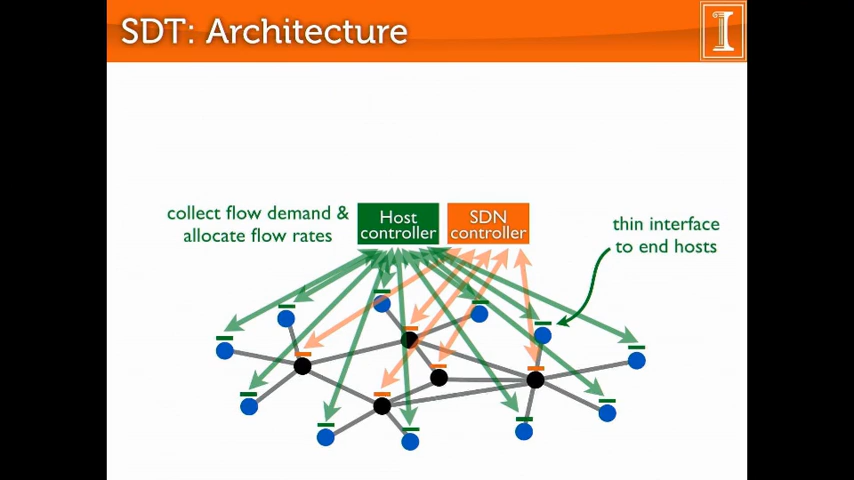 SDT: Architecture
collect flow demand &
allocate flow rates
Host
controller
SDN
controller
thin interface
to end hosts